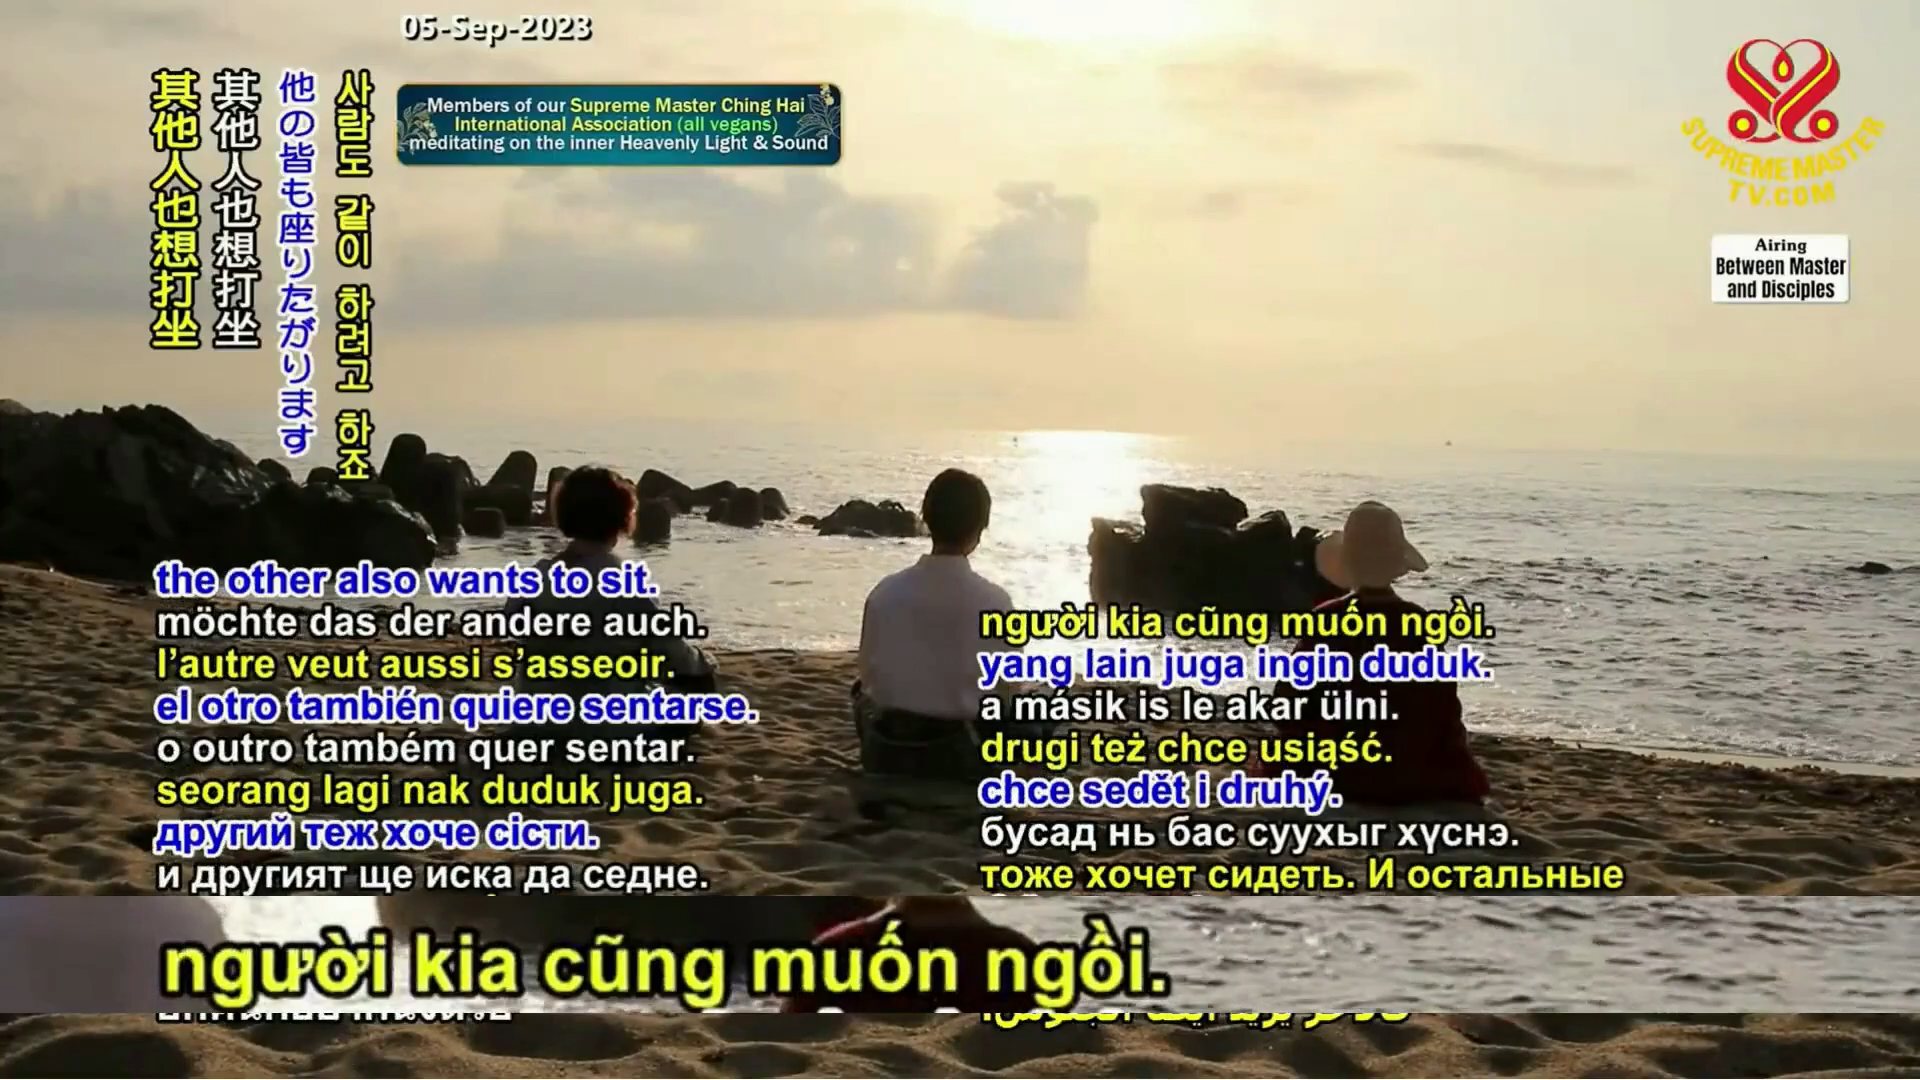 05-Sep-2023
Members of our Supreme Master Ching Hai
International Association (all vegans)
meditating on the inner Heavenly Light & Sound
SUPREME MASTER
TV.COM
Airing
Between Master
and Disciples
사람도 같이 하려고 하죠
他の皆も座りたがります
其他人也想打坐
其他人也想打坐
the other also wants to sit.
möchte das der andere auch.
l’autre veut aussi s’asseoir.
el otro también quiere sentarse.
o outro também quer sentar.
seorang lagi nak duduk juga.
другий теж хоче сісти.
и другият ще иска да седне.
người kia cũng muốn ngồi.
yang lain juga ingin duduk.
a másik is le akar ülni.
drugi też chce usiąść.
chce sedět i druhý.
бусад нь бас суухыг хүснэ.
тоже хочет сидеть. И остальные
người kia cũng muốn ngồi.